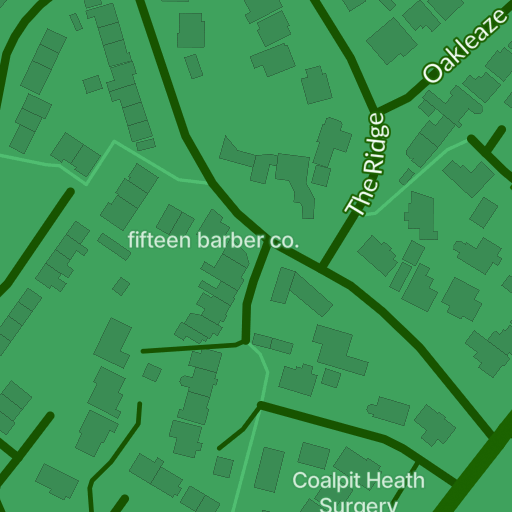 Oakleaze
The Ridge
fifteen barber co.
Coalpit Heath
Surgery